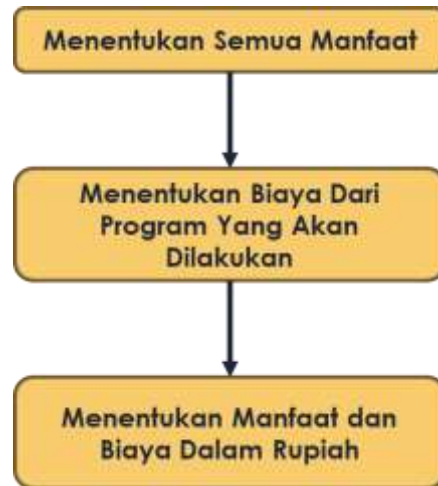 Menentukan Semua Manfaat
Menentukan Biaya Dari
Program Yang Akan
Dilakukan
Menentukan Manfaat dan
Biaya Dalam Rupiah